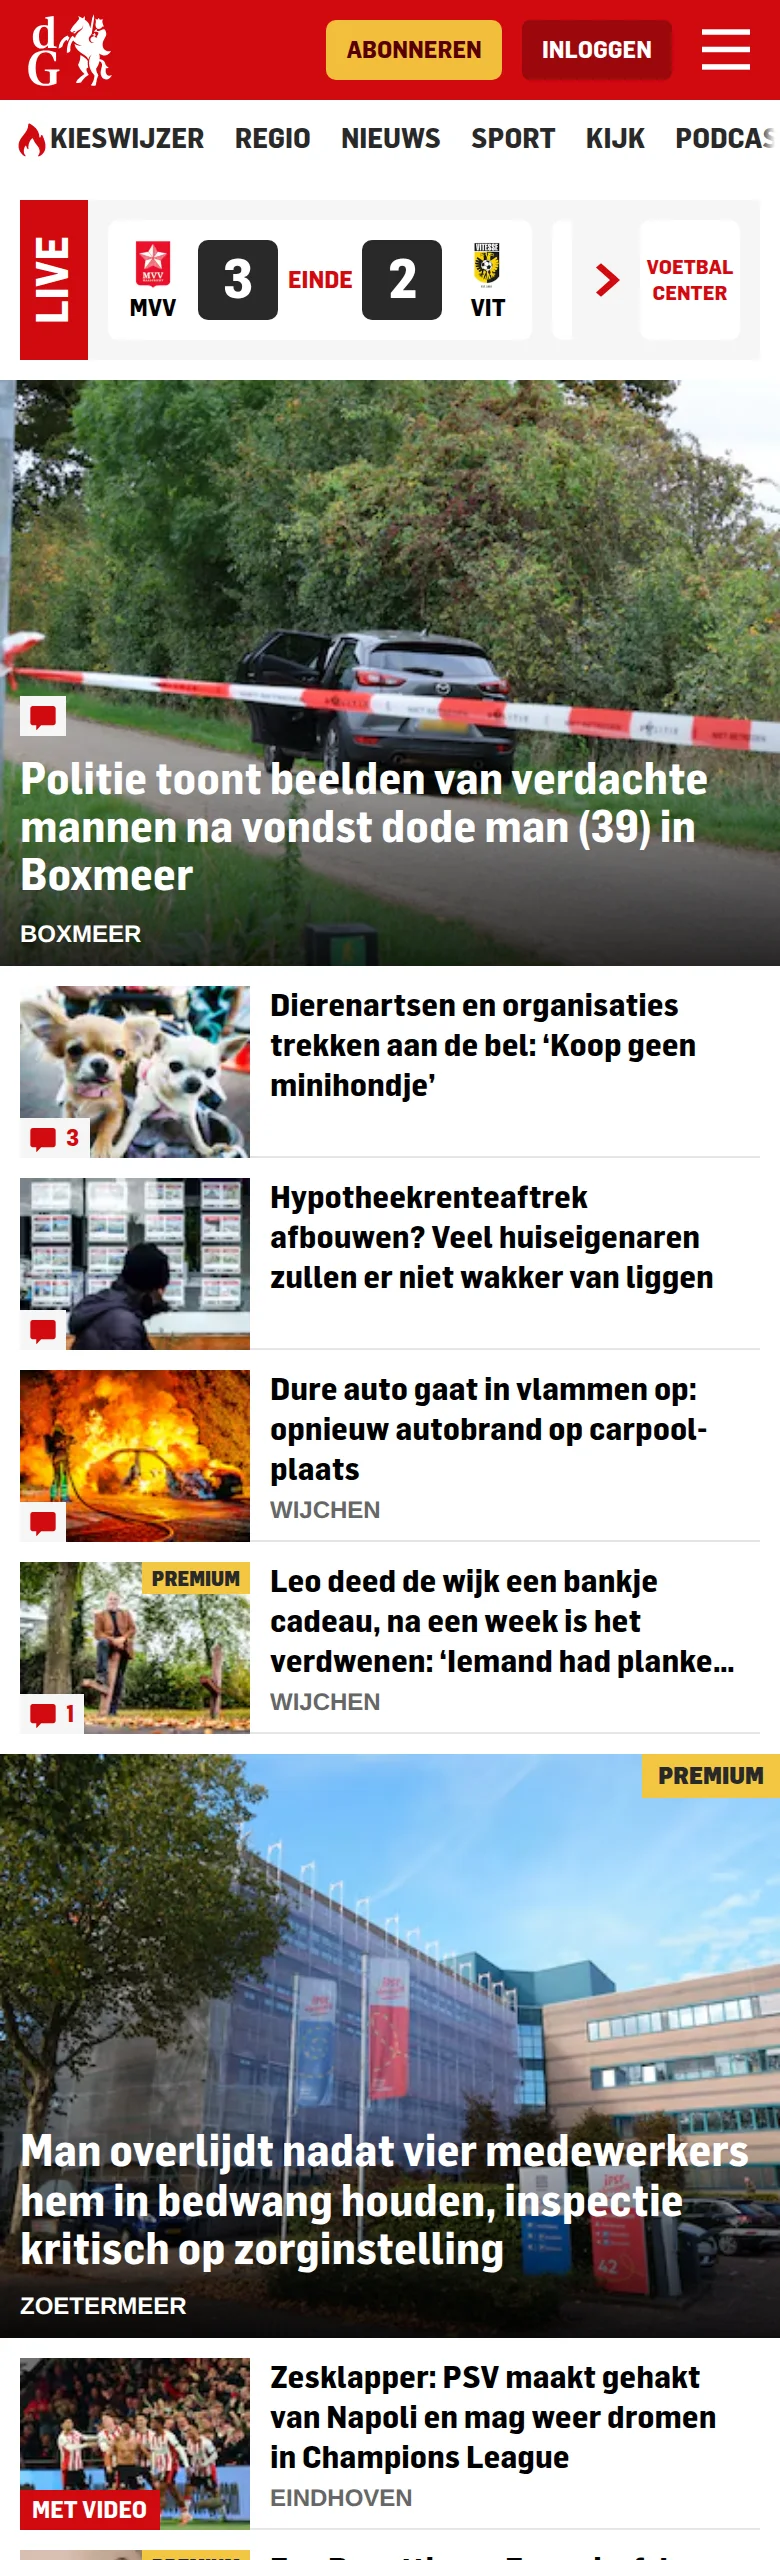 dG
ABONNEREN
INLOGGEN
KIESWIJZER REGIO NIEUWS SPORT KIJK PODCAS
LIVE
MVV
3
EINDE
2
VITESSE
VIT
VOETBAL
CENTER
Politie toont beelden van verdachte
mannen na vondst dode man (39) in
Boxmeer
BOXMEER
Dierenartsen en organisaties
trekken aan de bel: ‘Koop geen
minihondje’
3
Hypotheekrenteaftrek
afbouwen? Veel huiseigenaren
zullen er niet wakker van liggen
Dure auto gaat in vlammen op:
opnieuw autobrand op carpool-
plaats
WIJCHEN
PREMIUM
Leo deed de wijk een bankje
cadeau, na een week is het
verdwenen: ‘Iemand had planke...
1
WIJCHEN
PREMIUM
Man overlijdt nadat vier medewerkers
hem in bedwang houden, inspectie
kritisch op zorginstelling
42
ZOETERMEER
Zesklapper: PSV maakt gehakt
van Napoli en mag weer dromen
in Champions League
MET VIDEO
EINDHOVEN